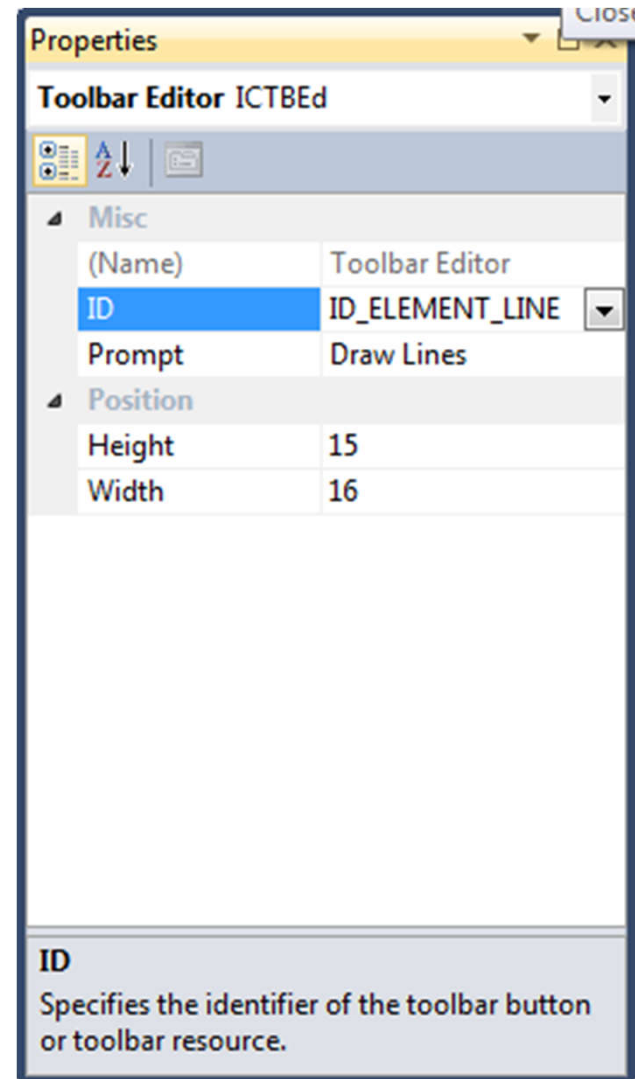 Close
Properties
Toolbar Editor ICTBEd
A
Z
Misc
(Name) Toolbar Editor
ID ID_ELEMENT_LINE
Prompt Draw Lines
Position
Height 15
Width 16
ID
Specifies the identifier of the toolbar button
or toolbar resource.